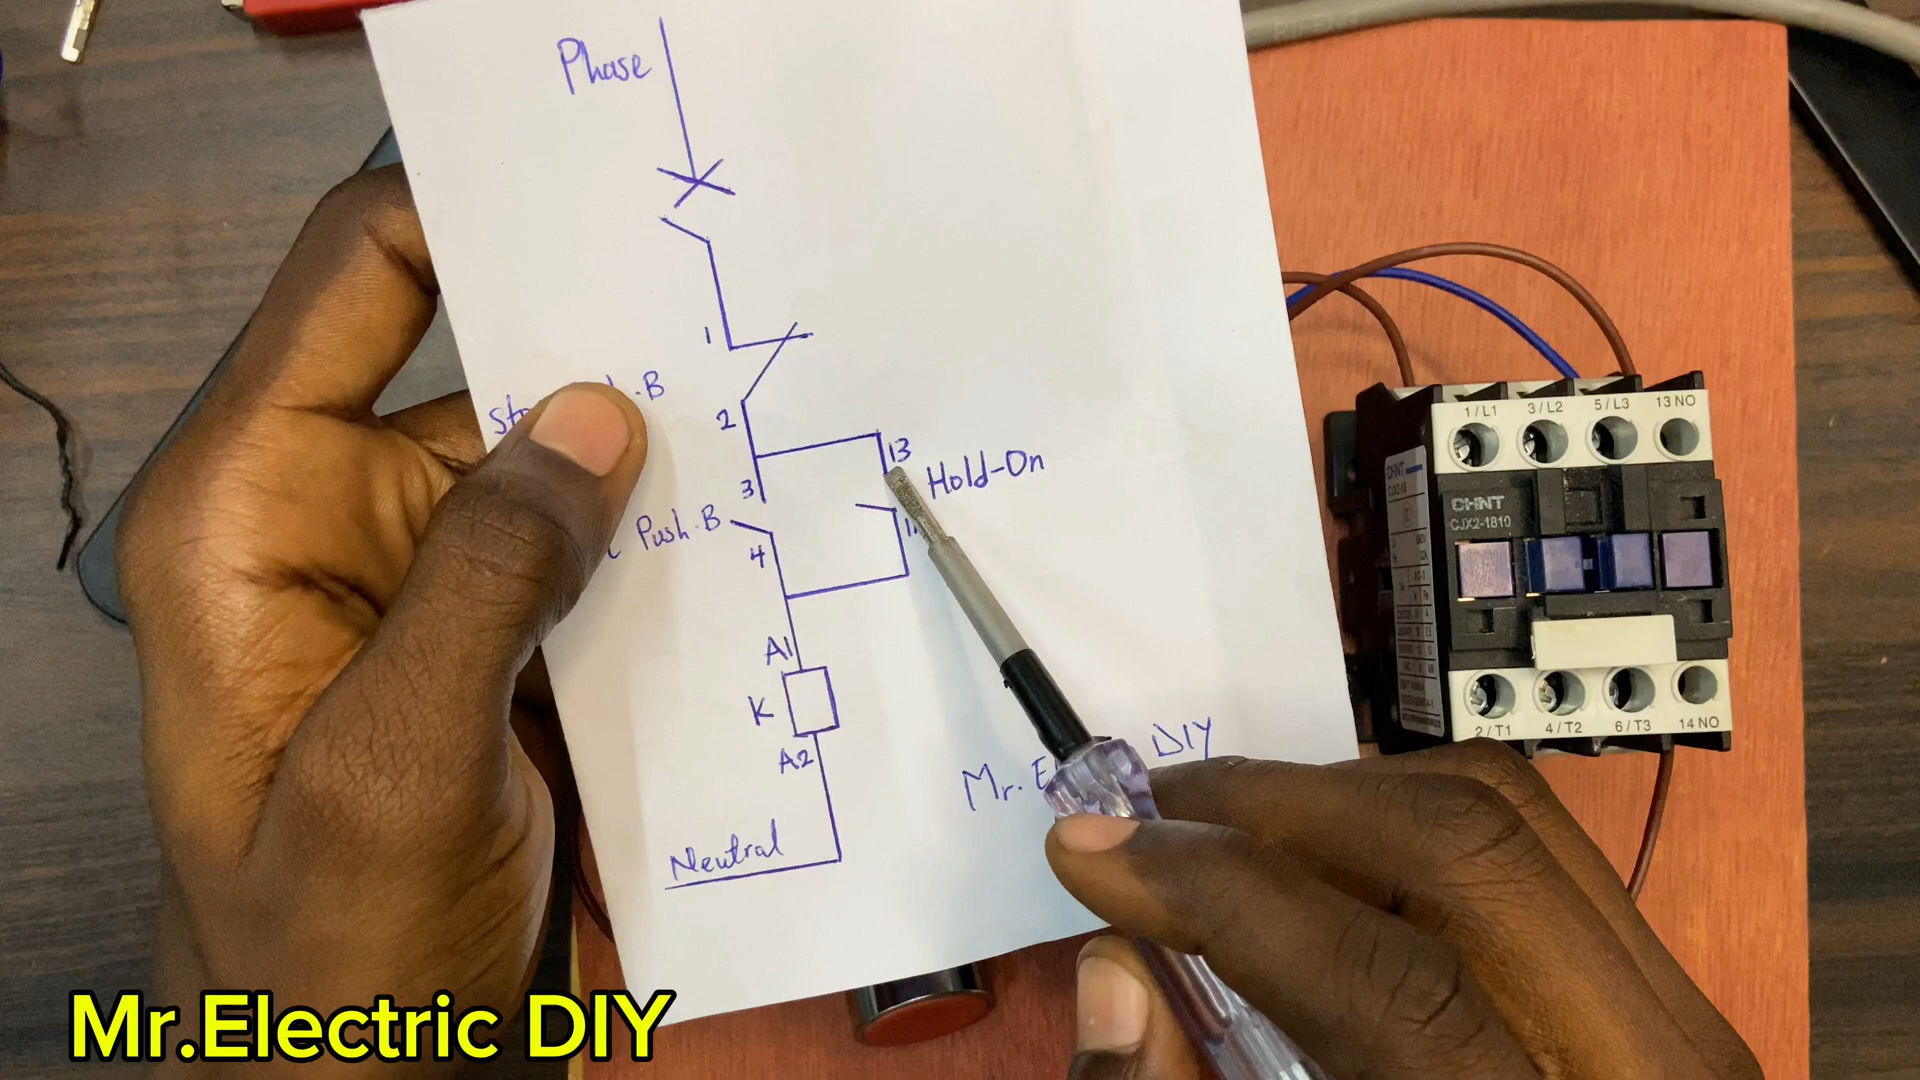 Phase
1
.B
2
13
Hold-On
3
Push.B
4
A1
K
A2
Neutral
Mr.
DIY
1/L1 3/L2 5/L3 13 NO
CHNT
CHNT
CJX2-1810
2/T1 4/T2 6/T3 14 NO
Mr.Electric DIY